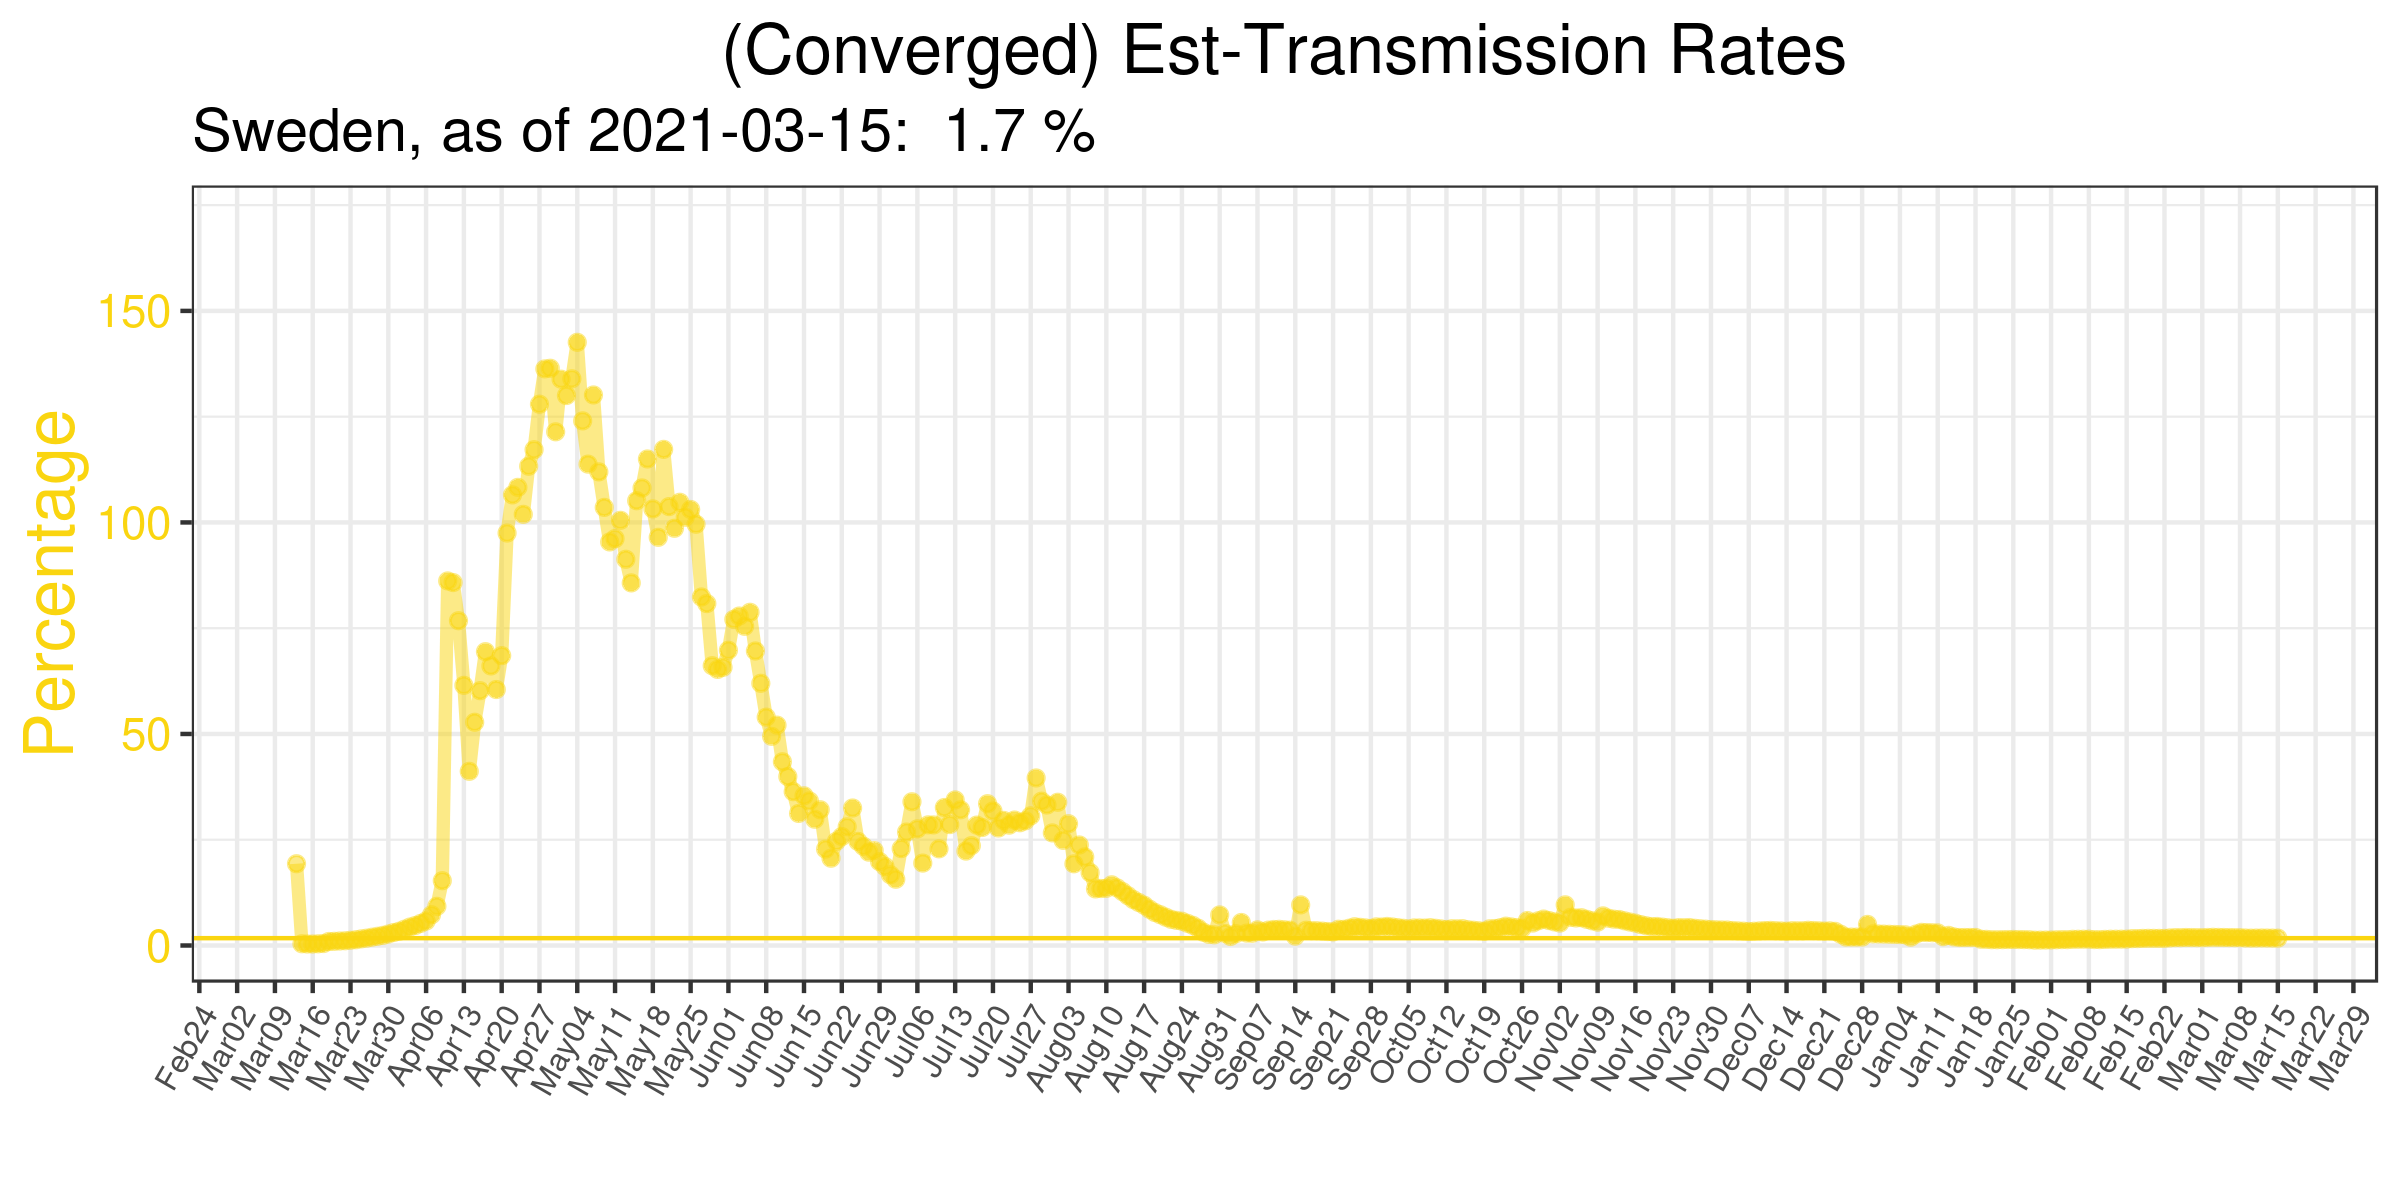 (Converged) Est-Transmission Rates
Sweden, as of 2021-03-15:  1.7 %
Percentage
150
100
50
0
Feb24
Mar02
Mar09
Mar16
Mar23
Mar30
Apr06
Apr13
Apr20
Apr27
May04
May11
May18
May25
Jun01
Jun08
Jun15
Jun22
Jun29
Jul06
Jul13
Jul20
Jul27
Aug03
Aug10
Aug17
Aug24
Aug31
Sep07
Sep14
Sep21
Sep28
Oct05
Oct12
Oct19
Oct26
Nov02
Nov09
Nov16
Nov23
Nov30
Dec07
Dec14
Dec21
Dec28
Jan04
Jan11
Jan18
Jan25
Feb01
Feb08
Feb15
Feb22
Mar01
Mar08
Mar15
Mar22
Mar29